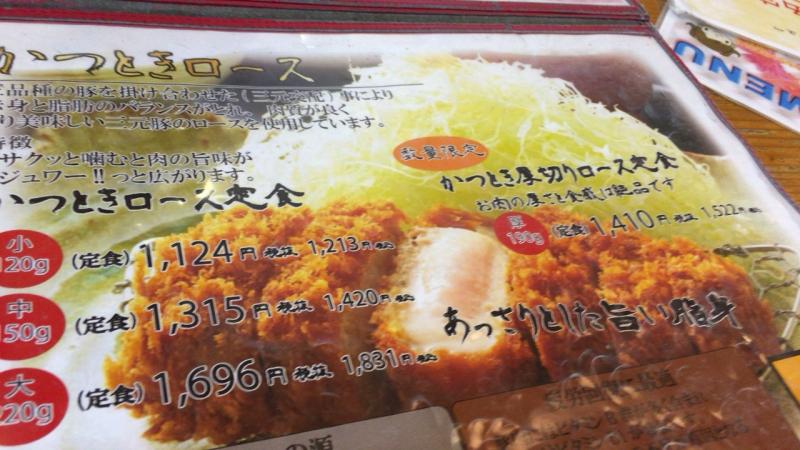 かつときロース
品種の豚を掛け合わせた(三元交配)事により
身と脂肪のバランスがとれ、肉質が良く
り美味しい三元豚のロースを使用しています。
特徴
サクッと噛むと肉の旨味が
ジュワー!!っと広がります。
かつときロース定食
小
120g
(定食) 1,124円税抜 1,213円税込
中
150g
(定食) 1,315円税抜 1,420円税込
大
220g
(定食) 1,696円税抜 1,831円税込
数量限定
かつとき厚切りロース定食
お肉の厚さと食感は絶品です
厚
190g
(定食) 1,410円税抜 1,522円税込
あっさりとした旨い脂身
の源
MENU